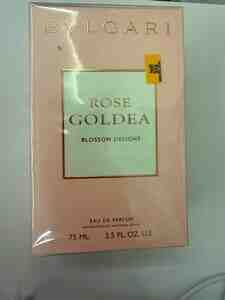 BVLGARI
ROSE
GOLDEA
BLOSSOM DELIGHT
EAU DE PARFUM
75 ML 2.5 FL. OZ. U.S.